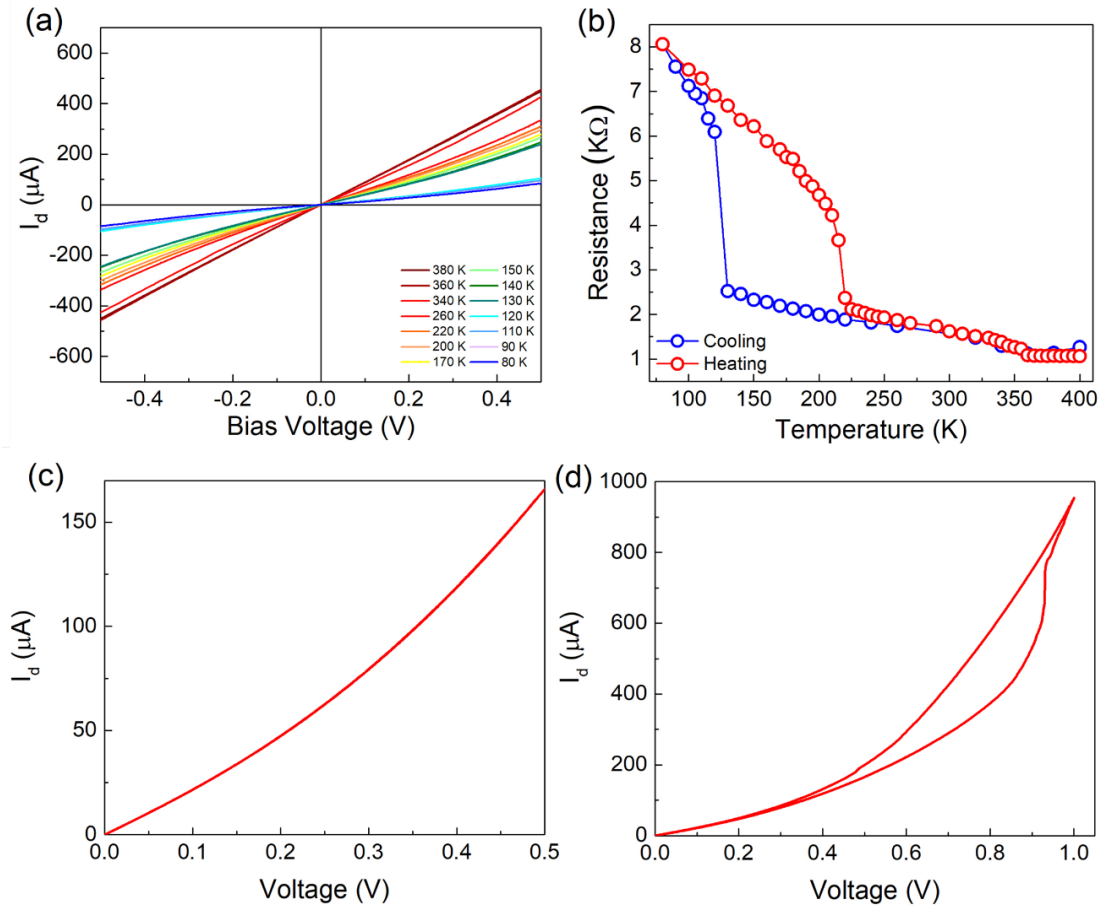 (a)
600
400
200
0
-200
-400
-600
I_d (μA)
-0.4 -0.2 0.0 0.2 0.4
Bias Voltage (V)
380 K 150 K
360 K 140 K
340 K 130 K
260 K 120 K
220 K 110 K
200 K 90 K
170 K 80 K
(b)
8
7
6
5
4
3
2
1
Resistance (KΩ)
Cooling
Heating
100 150 200 250 300 350 400
Temperature (K)
(c)
150
100
50
0
I_d (μA)
0.0 0.1 0.2 0.3 0.4 0.5
Voltage (V)
(d)
1000
800
600
400
200
0
I_d (μA)
0.0 0.2 0.4 0.6 0.8 1.0
Voltage (V)